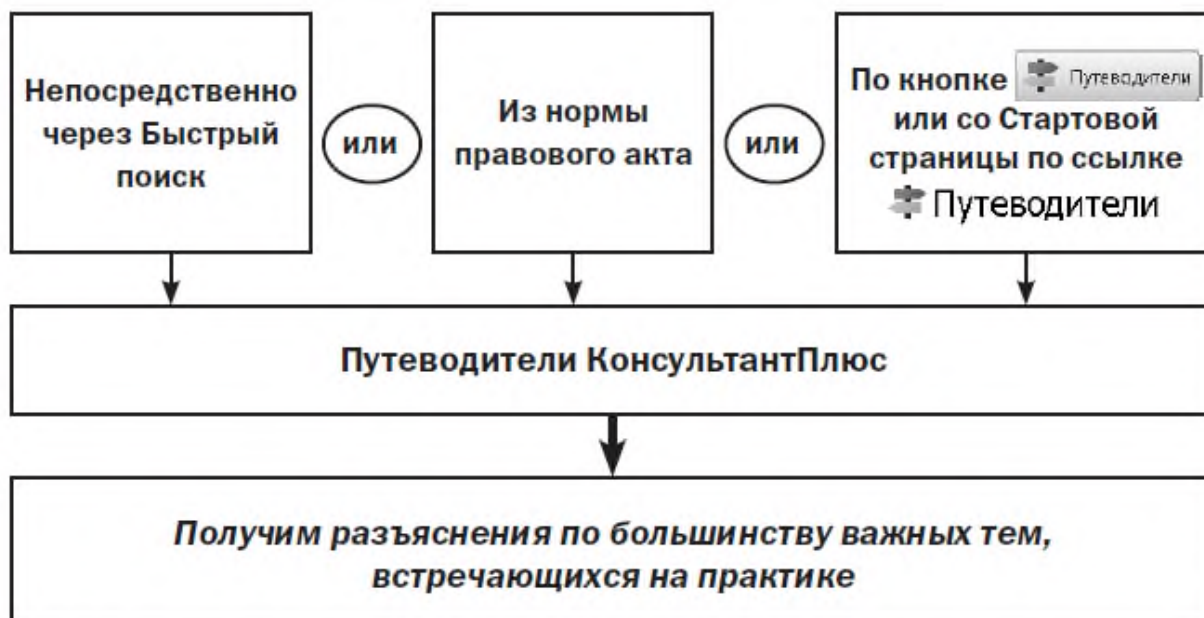 Непосредственно
через Быстрый
поиск
или
Из нормы
правового акта
или
По кнопке Путеводители
или со Стартовой
страницы по ссылке
Путеводители
Путеводители КонсультантПлюс
Получим разъяснения по большинству важных тем,
встречающихся на практике